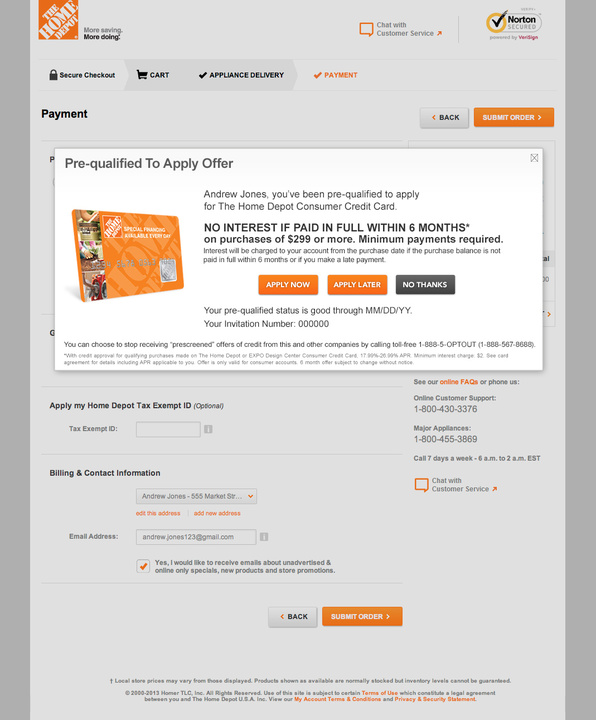 THE HOME DEPOT
More saving.
More doing.
Chat with
Customer Service
Norton
SECURED
powered by VeriSign
Secure Checkout
CART
APPLIANCE DELIVERY
PAYMENT
Payment
BACK
SUBMIT ORDER
Pre-qualified To Apply Offer
Andrew Jones, you've been pre-qualified to apply
for The Home Depot Consumer Credit Card.
NO INTEREST IF PAID IN FULL WITHIN 6 MONTHS*
on purchases of $299 or more. Minimum payments required.
Interest will be charged to your account from the purchase date if the purchase balance is not
paid in full within 6 months or if you make a late payment.
THE HOME DEPOT
SPECIAL FINANCING
AVAILABLE EVERY DAY
APPLY NOW
APPLY LATER
NO THANKS
Your pre-qualified status is good through MM/DD/YY.
Your Invitation Number: 000000
You can choose to stop receiving "prescreened" offers of credit from this and other companies by calling toll-free 1-888-5-OPTOUT (1-888-567-8688).
*With credit approval for qualifying purchases made on The Home Depot or EXPO Design Center Consumer Credit Card. 17.99%-26.99% APR. Minimum interest charge: $2. See card
agreement for details including APR applicable to you. Offer is only valid for consumer accounts. 6 month offer subject to change without notice.
See our online FAQs or phone us:
Online Customer Support:
1-800-430-3376
Major Appliances:
1-800-455-3869
Call 7 days a week - 6 a.m. to 2 a.m. EST
Chat with
Customer Service
Apply my Home Depot Tax Exempt ID (Optional)
Tax Exempt ID:
Billing & Contact Information
Andrew Jones - 555 Market Str...
edit this address
add new address
Email Address:
andrew.jones123@gmail.com
Yes, I would like to receive emails about unadvertised &
online only specials, new products and store promotions.
BACK
SUBMIT ORDER
† Local store prices may vary from those displayed. Products shown as available are normally stocked but inventory levels cannot be guaranteed.
© 2000-2013 Homer TLC, Inc. All Rights Reserved. Use of this site is subject to certain Terms of Use which constitute a legal agreement
between you and The Home Depot U.S.A. Inc. View our My Account Terms & Conditions and Privacy & Security Statement.